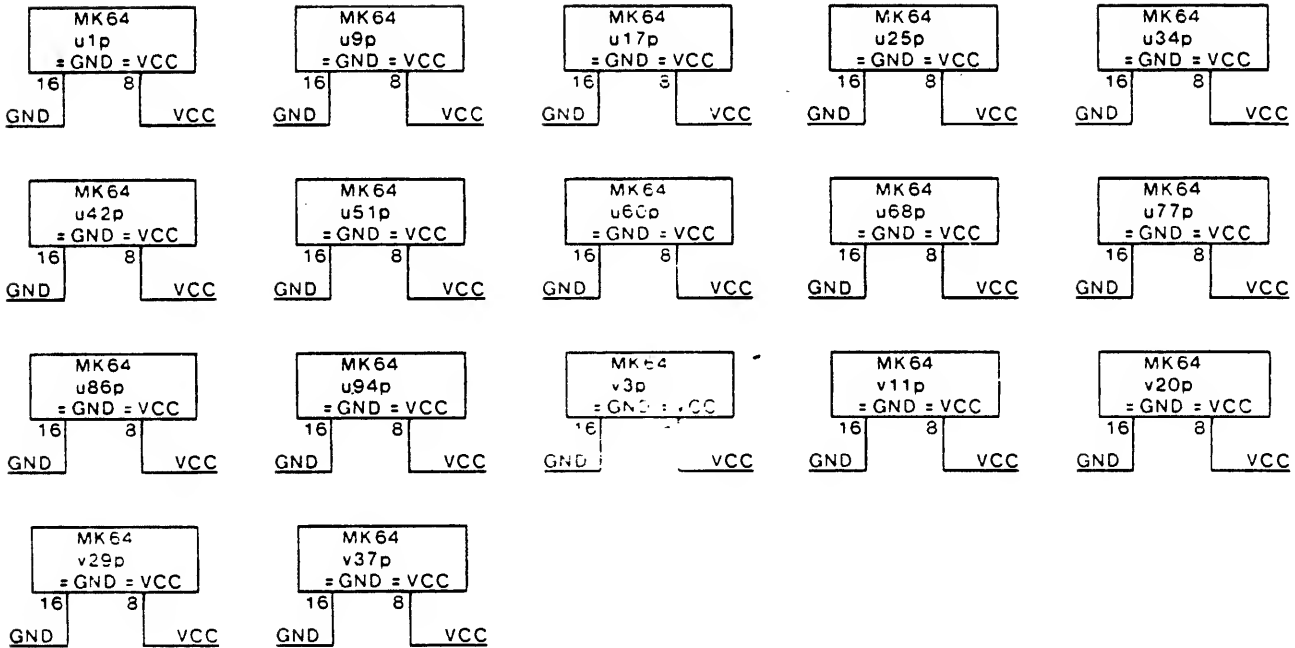 MK64 MK64 MK64 MK64 MK64
u1p u9p u17p u25p u34p
=GND =VCC =GND =VCC =GND =VCC =GND =VCC =GND =VCC
16 8 16 8 16 8 16 8 16 8
GND VCC GND VCC GND VCC GND VCC GND VCC
MK64 MK64 MK64 MK64 MK64
u42p u51p u60p u68p u77p
=GND =VCC =GND =VCC =GND =VCC =GND =VCC =GND =VCC
16 8 16 8 16 8 16 8 16 8
GND VCC GND VCC GND VCC GND VCC GND VCC
MK64 MK64 MK64 MK64 MK64
u86p u94p v3p v11p v20p
=GND =VCC =GND =VCC =GND =VCC =GND =VCC
16 8 16 8 16 16 8 16 8
GND VCC GND VCC GND VCC GND VCC GND VCC
MK64 MK64
v29p v37p
=GND =VCC =GND =VCC
16 8 16 8
GND VCC GND VCC